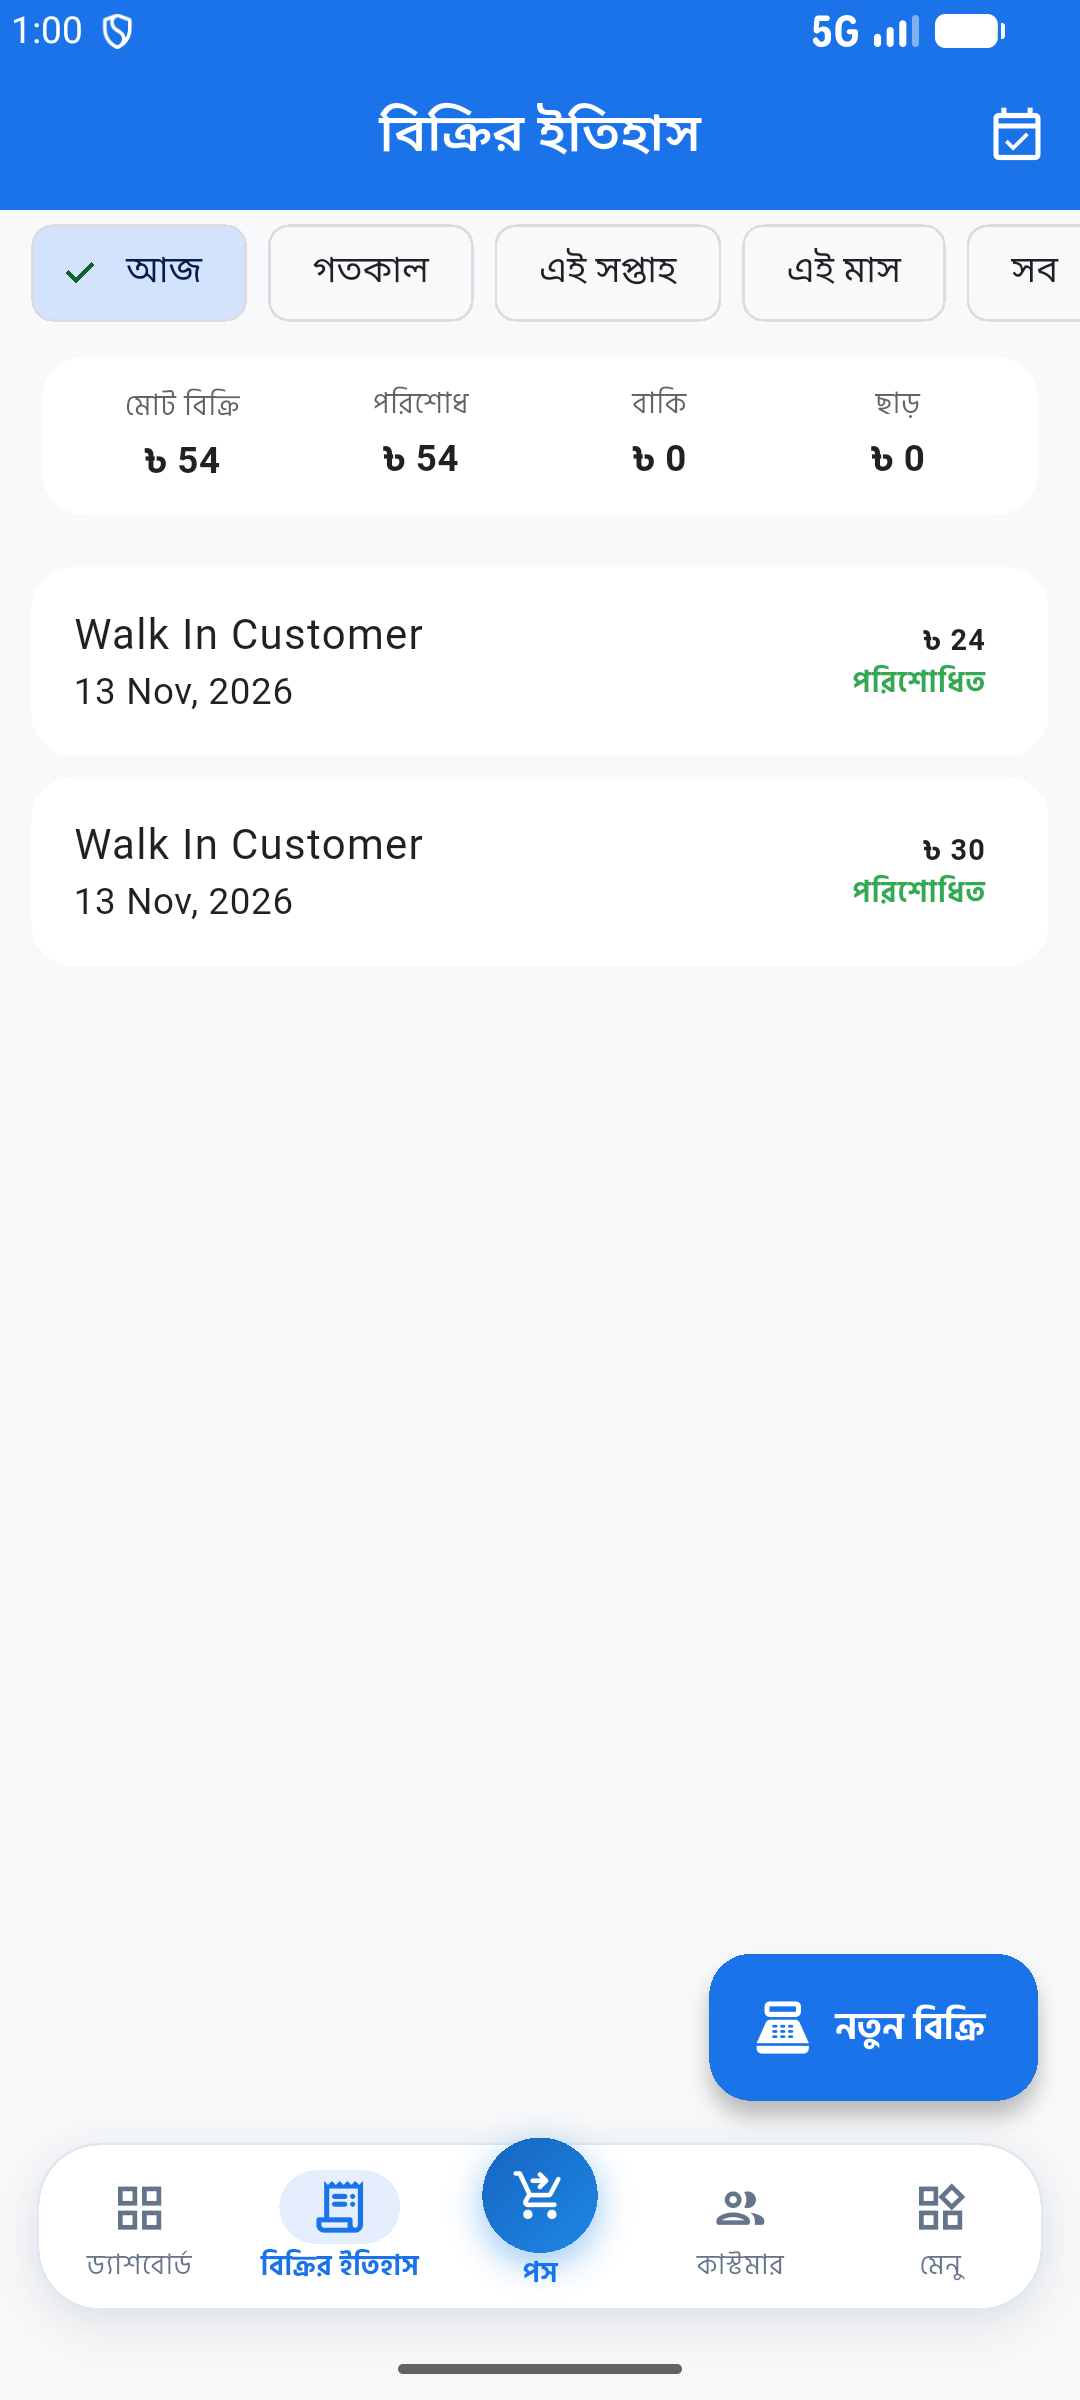 1:00
5G
বিক্রির ইতিহাস
আজ
গতকাল
এই সপ্তাহ
এই মাস
সব
মোট বিক্রি
৳ 54
পরিশোধ
৳ 54
বাকি
৳ 0
ছাড়
৳ 0
Walk In Customer
13 Nov, 2026
৳ 24
পরিশোধিত
Walk In Customer
13 Nov, 2026
৳ 30
পরিশোধিত
নতুন বিক্রি
ড্যাশবোর্ড
বিক্রির ইতিহাস
পস
কাস্টমার
মেনু